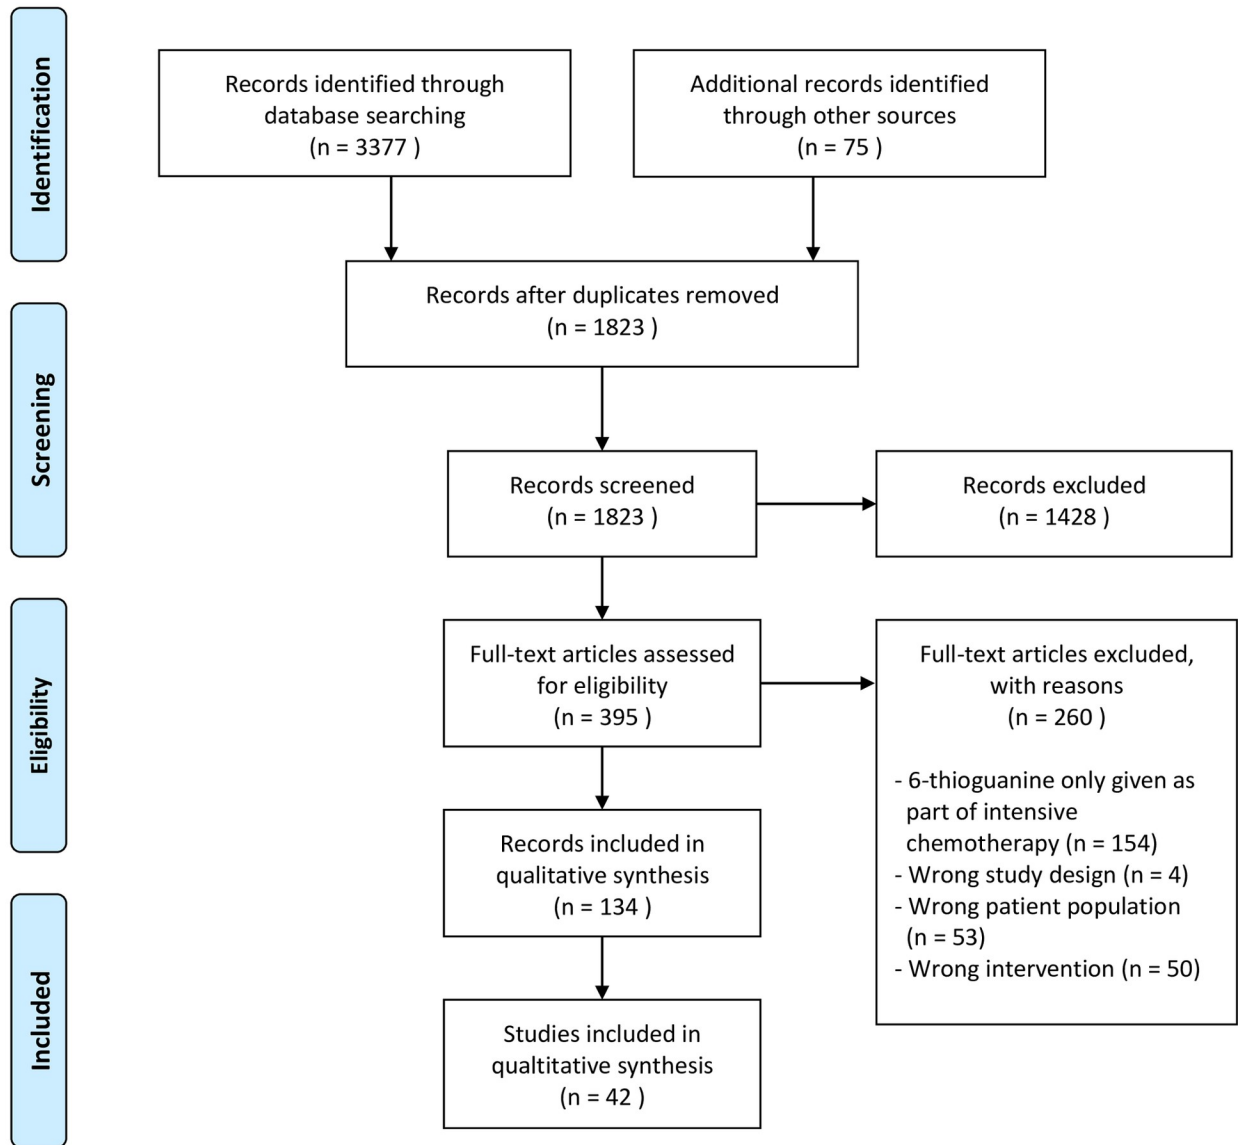 Identification
Records identified through
database searching
(n = 3377 )
Additional records identified
through other sources
(n = 75 )
Records after duplicates removed
(n = 1823 )
Screening
Records screened
(n = 1823 )
Records excluded
(n = 1428 )
Eligibility
Full-text articles assessed
for eligibility
(n = 395 )
Full-text articles excluded,
with reasons
(n = 260 )
- 6-thioguanine only given as
part of intensive
chemotherapy (n = 154)
- Wrong study design (n = 4)
- Wrong patient population
(n = 53)
- Wrong intervention (n = 50)
Records included in
qualitative synthesis
(n = 134 )
Included
Studies included in
qualtitative synthesis
(n = 42 )